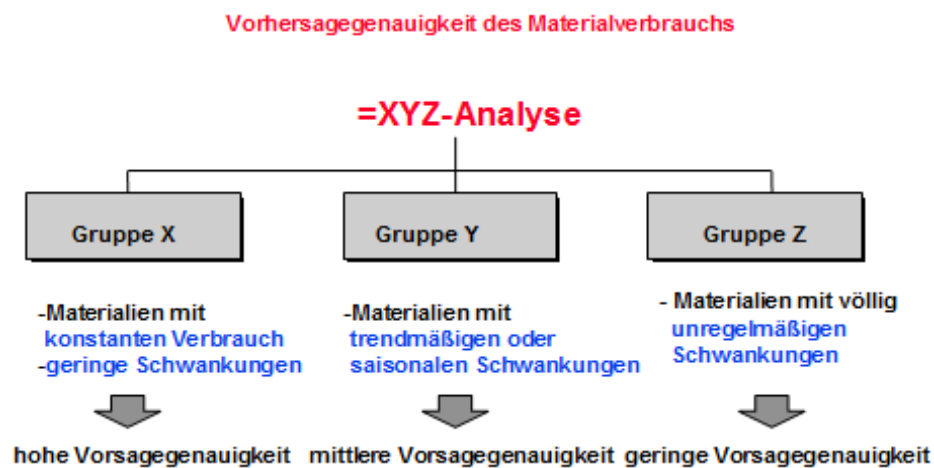 Vorhersagegenauigkeit des Materialverbrauchs
=XYZ-Analyse
Gruppe X
Gruppe Y
Gruppe Z
-Materialien mit
konstanten Verbrauch
-geringe Schwankungen
-Materialien mit
trendmäßigen oder
saisonalen Schwankungen
- Materialien mit völlig
unregelmäßigen
Schwankungen
hohe Vorsagegenauigkeit
mittlere Vorsagegenauigkeit
geringe Vorsagegenauigkeit